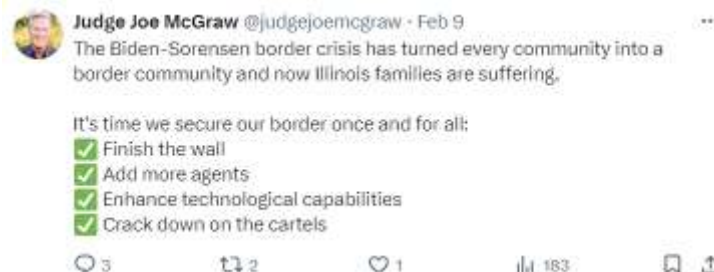 Judge Joe McGraw @judgejoemcgraw · Feb 9
The Biden-Sorensen border crisis has turned every community into a
border community and now Illinois families are suffering.
It's time we secure our border once and for all:
✅ Finish the wall
✅ Add more agents
✅ Enhance technological capabilities
✅ Crack down on the cartels
3 2 1 183